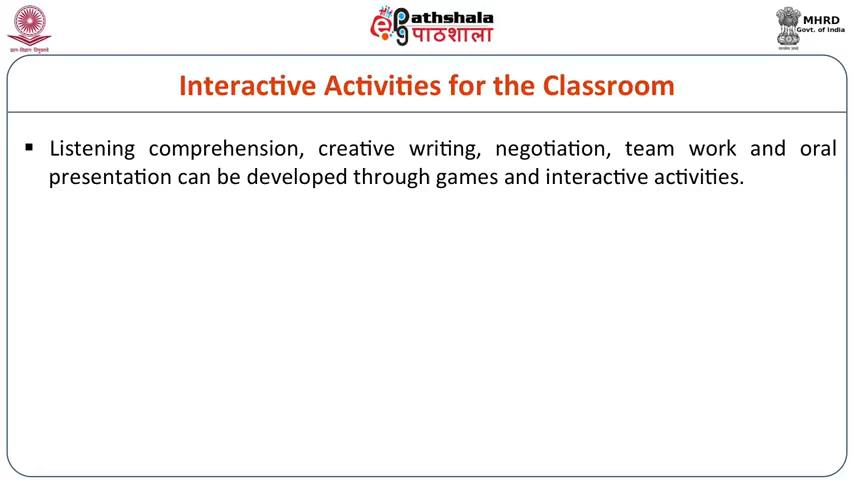 ePathshala
पाठशाला
MHRD
Govt. of India
Interactive Activities for the Classroom
▪ Listening comprehension, creative writing, negotiation, team work and oral
presentation can be developed through games and interactive activities.